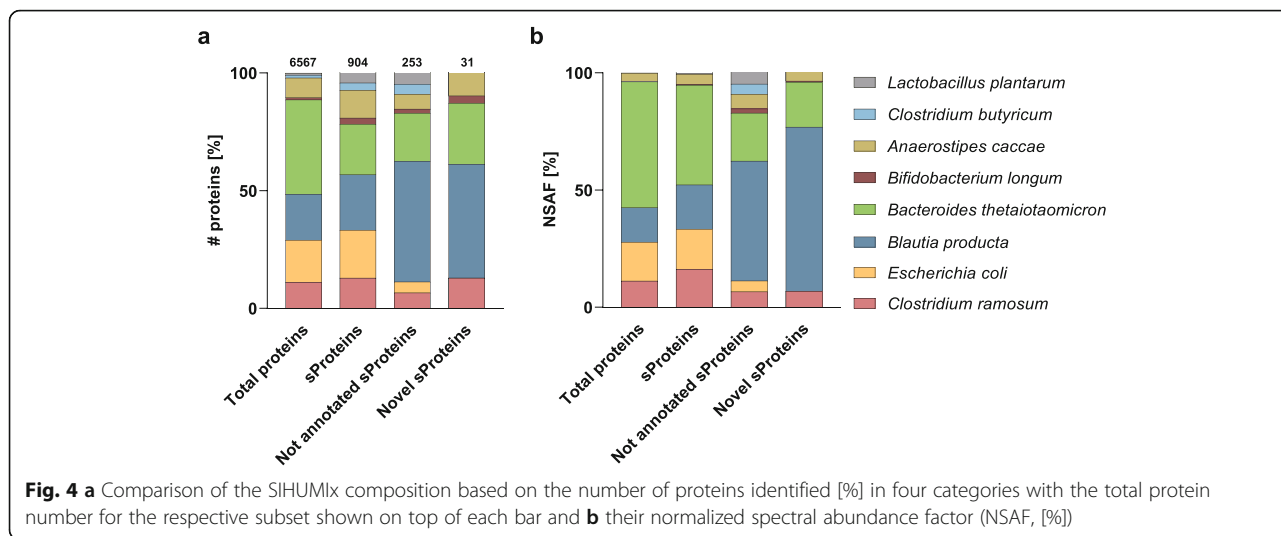 a
b
6567 904 253 31
100
50
0
# proteins [%]
Total proteins
sProteins
Not annotated sProteins
Novel sProteins
100
50
0
NSAF [%]
Total proteins
sProteins
Not annotated sProteins
Novel sProteins
Lactobacillus plantarum
Clostridium butyricum
Anaerostipes caccae
Bifidobacterium longum
Bacteroides thetaiotaomicron
Blautia producta
Escherichia coli
Clostridium ramosum
Fig. 4 a Comparison of the SIHUMIx composition based on the number of proteins identified [%] in four categories with the total protein
number for the respective subset shown on top of each bar and b their normalized spectral abundance factor (NSAF, [%])